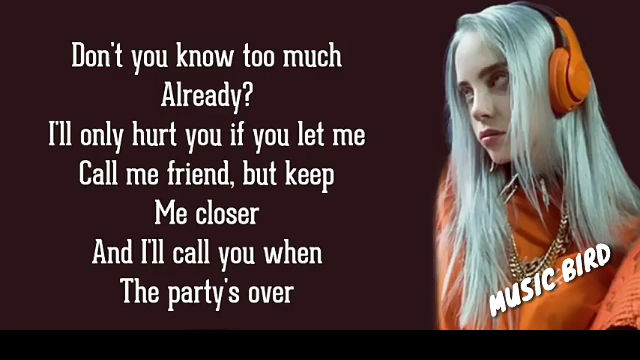 Don't you know too much
Already?
I'll only hurt you if you let me
Call me friend, but keep
Me closer
And I'll call you when
The party's over
MUSIC BIRD